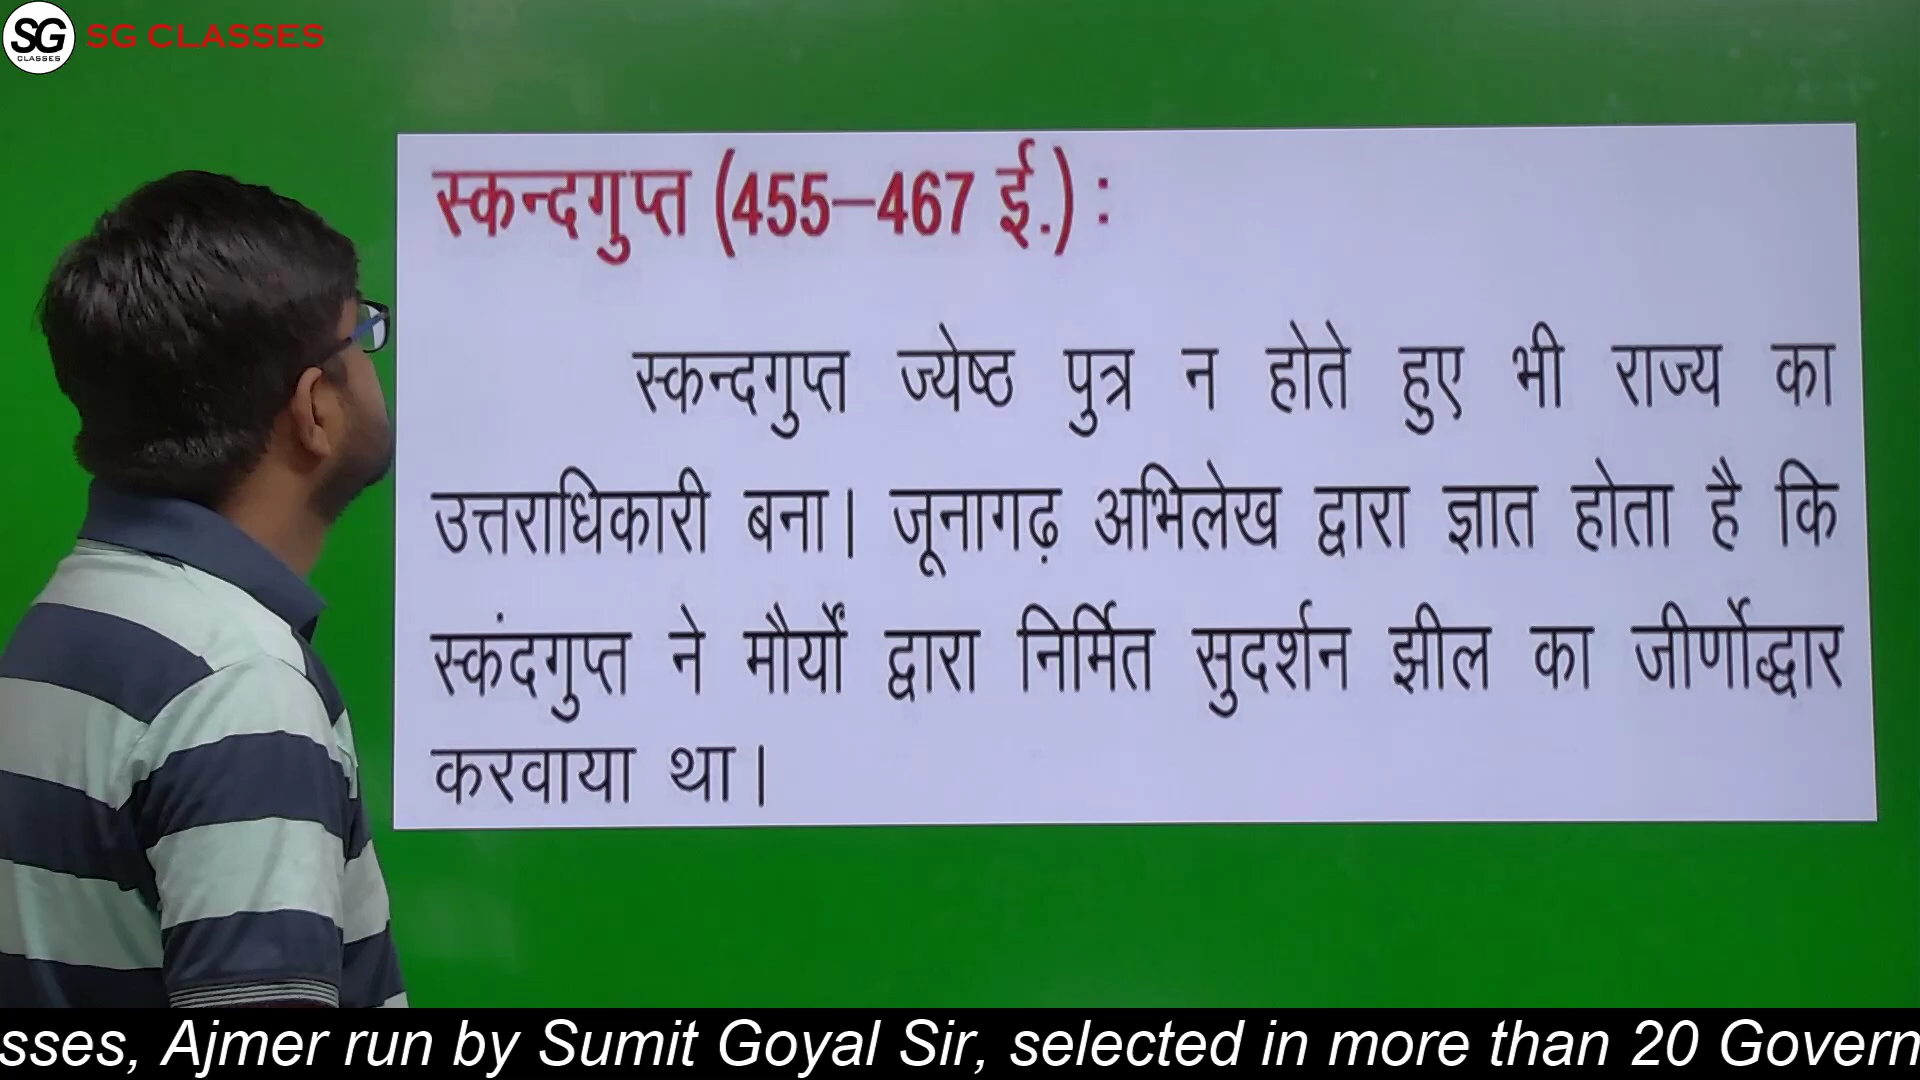 SG
CLASSES
SG CLASSES
स्कन्दगुप्त (455–467 ई.) :
स्कन्दगुप्त ज्येष्ठ पुत्र न होते हुए भी राज्य का
उत्तराधिकारी बना। जूनागढ़ अभिलेख द्वारा ज्ञात होता है कि
स्कंदगुप्त ने मौर्यों द्वारा निर्मित सुदर्शन झील का जीर्णोद्धार
करवाया था।
sses, Ajmer run by Sumit Goyal Sir, selected in more than 20 Govern